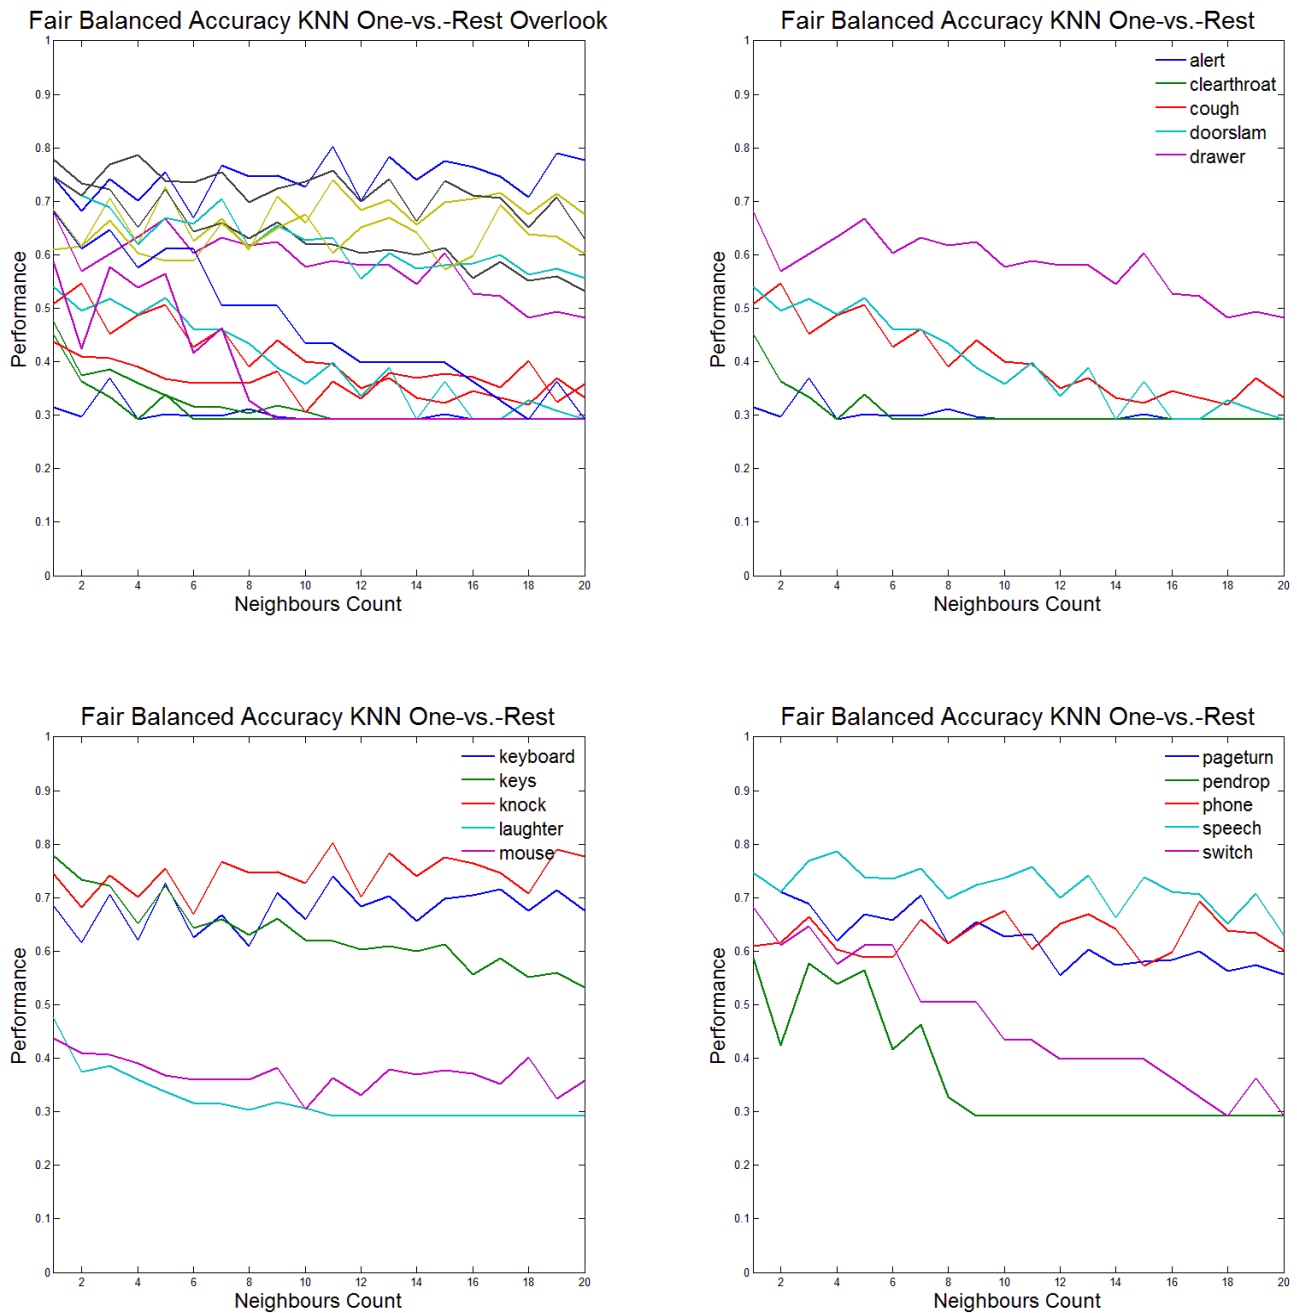 Fair Balanced Accuracy KNN One-vs.-Rest Overlook
1
0.9
0.8
0.7
0.6
0.5
0.4
0.3
0.2
0.1
0
Performance
2 4 6 8 10 12 14 16 18 20
Neighbours Count
Fair Balanced Accuracy KNN One-vs.-Rest
alert
clearthroat
cough
doorslam
drawer
1
0.9
0.8
0.7
0.6
0.5
0.4
0.3
0.2
0.1
0
Performance
2 4 6 8 10 12 14 16 18 20
Neighbours Count
Fair Balanced Accuracy KNN One-vs.-Rest
keyboard
keys
knock
laughter
mouse
1
0.9
0.8
0.7
0.6
0.5
0.4
0.3
0.2
0.1
0
Performance
2 4 6 8 10 12 14 16 18 20
Neighbours Count
Fair Balanced Accuracy KNN One-vs.-Rest
pageturn
pendrop
phone
speech
switch
1
0.9
0.8
0.7
0.6
0.5
0.4
0.3
0.2
0.1
0
Performance
2 4 6 8 10 12 14 16 18 20
Neighbours Count